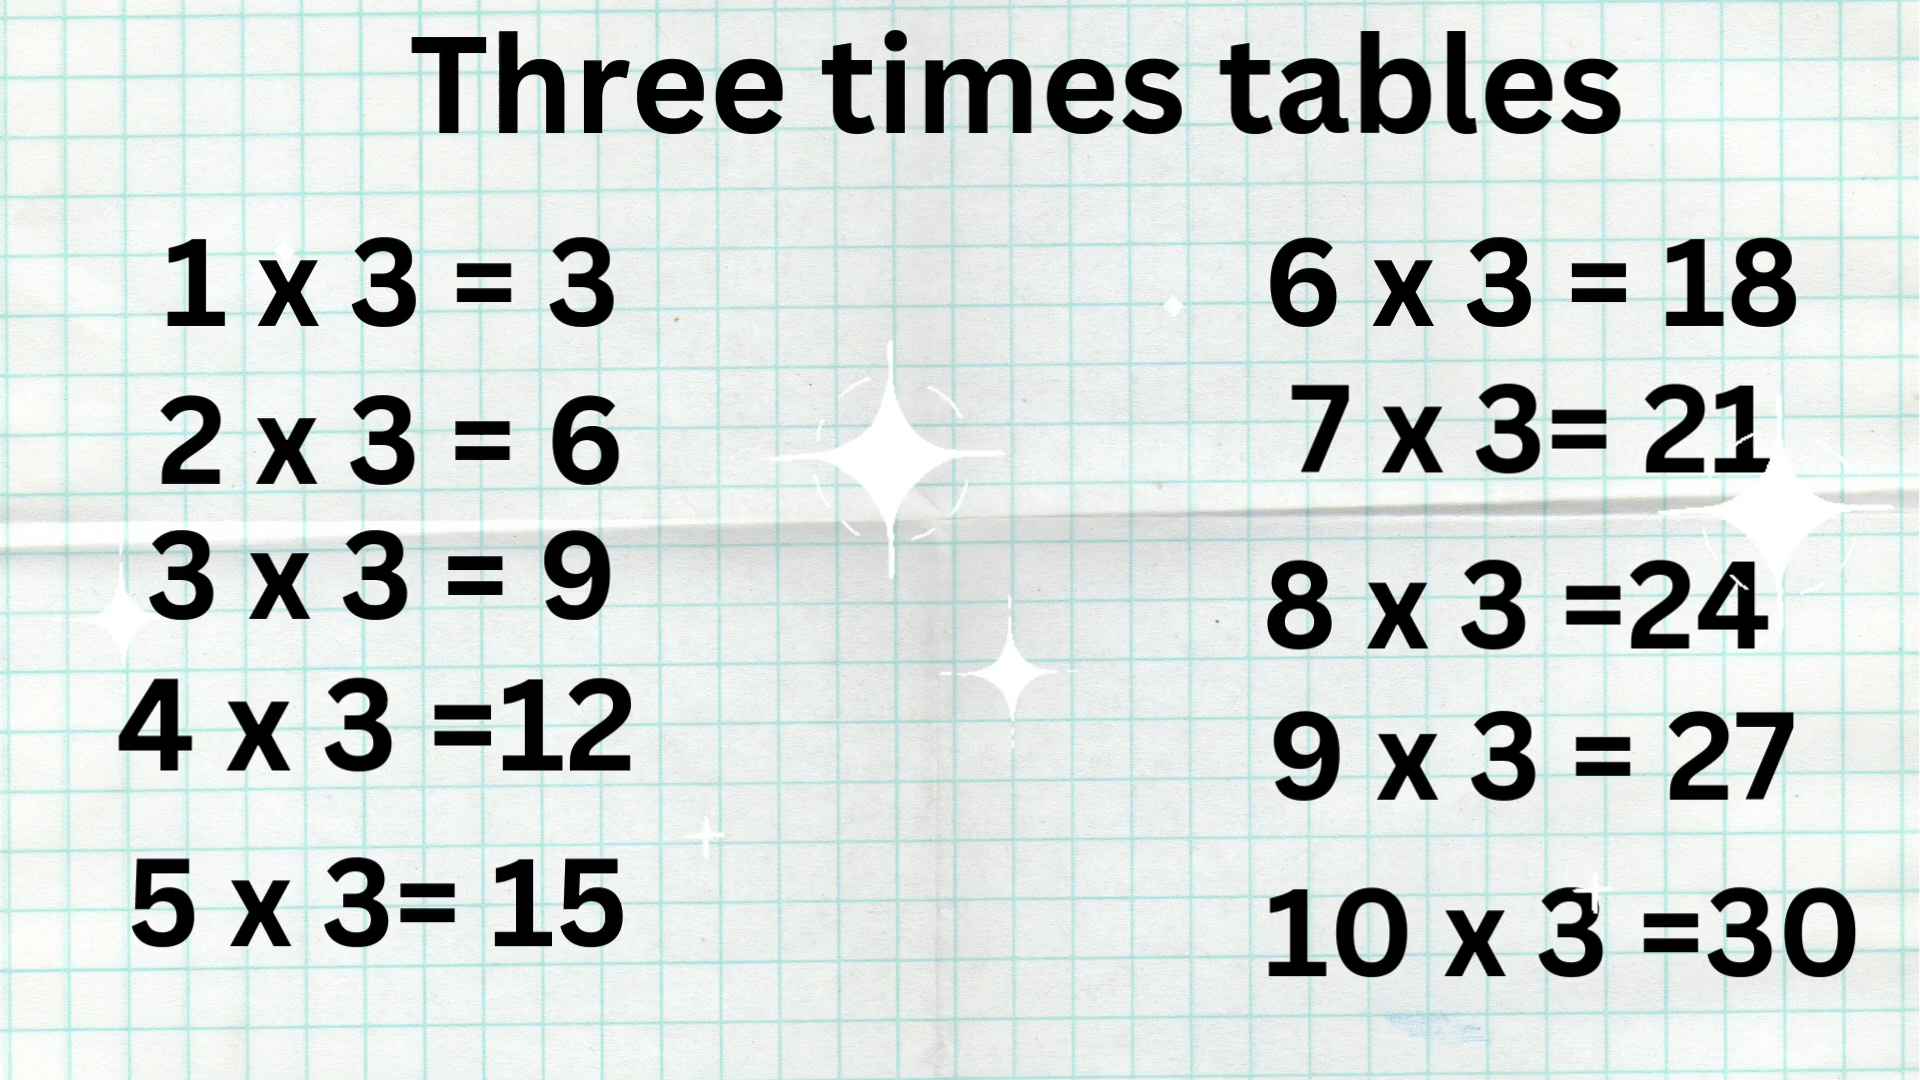 Three times tables
1 x 3 = 3
2 x 3 = 6
3 x 3 = 9
4 x 3 =12
5 x 3= 15
6 x 3 = 18
7 x 3= 21
8 x 3 =24
9 x 3 = 27
10 x 3 =30